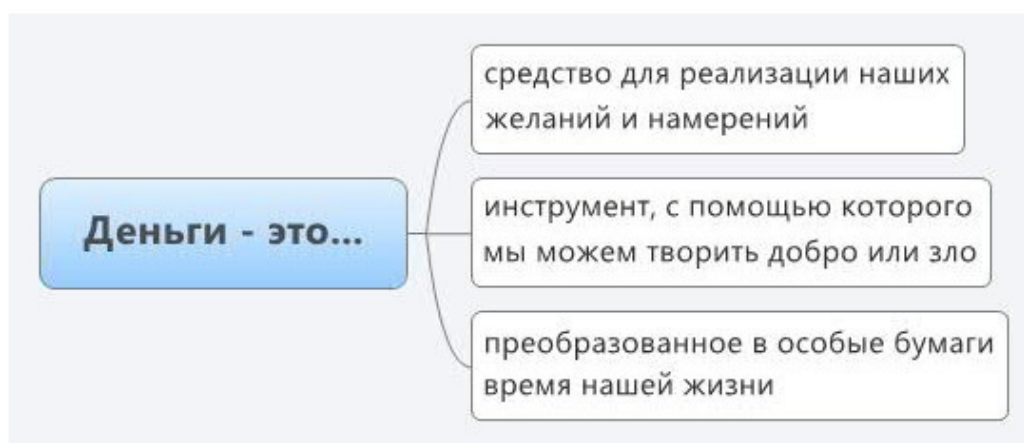 Деньги - это...
средство для реализации наших
желаний и намерений
инструмент, с помощью которого
мы можем творить добро или зло
преобразованное в особые бумаги
время нашей жизни